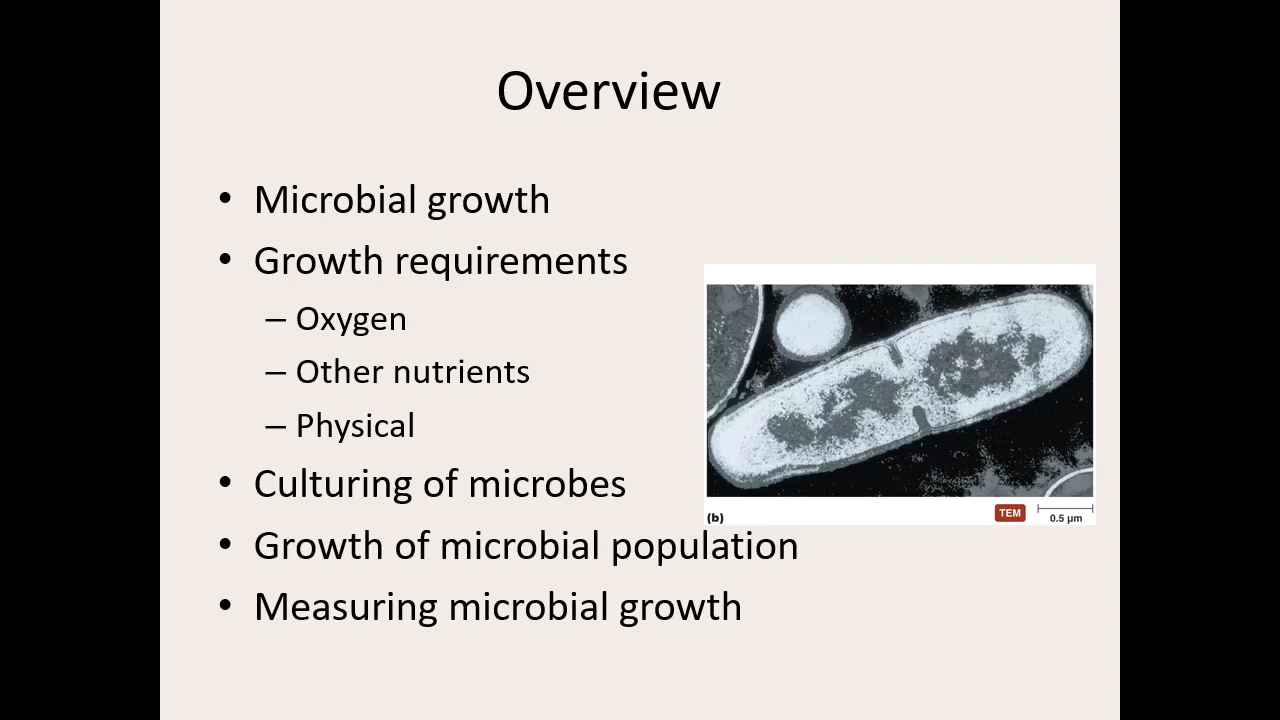 Overview
• Microbial growth
• Growth requirements
– Oxygen
– Other nutrients
– Physical
• Culturing of microbes
• Growth of microbial population
• Measuring microbial growth
(b)
TEM
0.5 µm